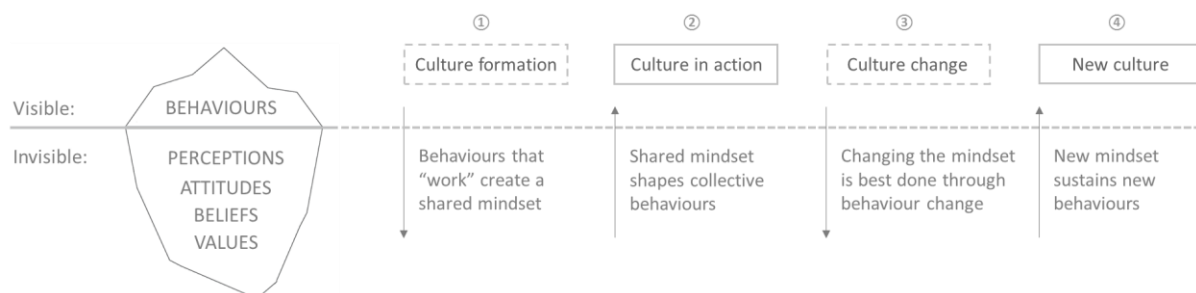 ①
②
③
④
Culture formation
Culture in action
Culture change
New culture
Visible:
BEHAVIOURS
Invisible:
PERCEPTIONS
ATTITUDES
BELIEFS
VALUES
Behaviours that
“work” create a
shared mindset
Shared mindset
shapes collective
behaviours
Changing the mindset
is best done through
behaviour change
New mindset
sustains new
behaviours